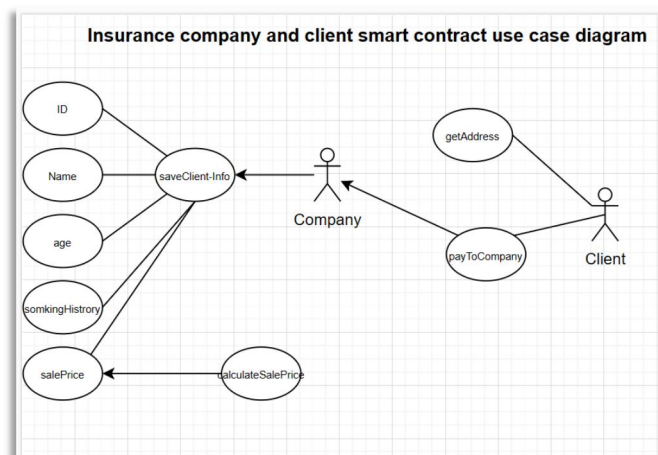 Insurance company and client smart contract use case diagram
ID
getAddress
Name
saveClient-Info
Company
age
payToCompany
Client
somkingHistrory
salePrice
calculateSalePrice